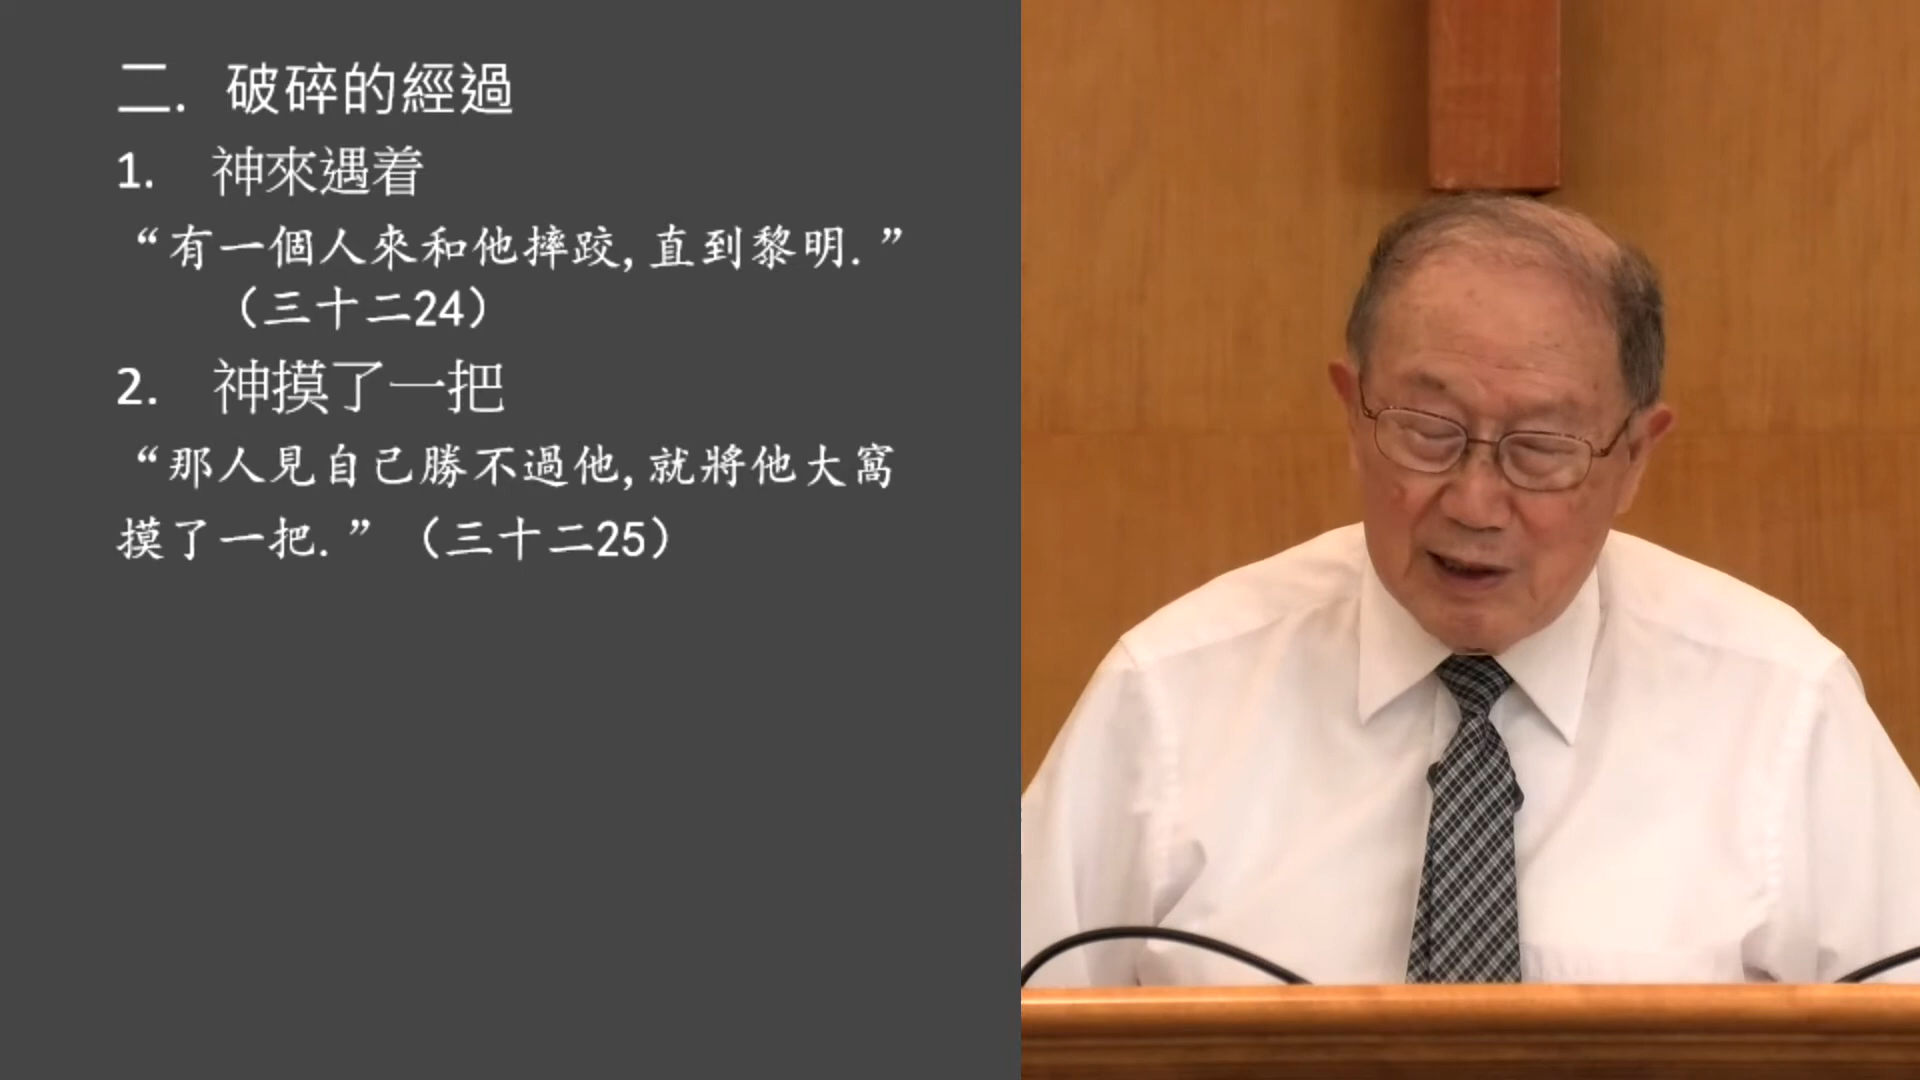 二. 破碎的經過
1. 神來遇着
“有一個人來和他摔跤,直到黎明.”
（三十二24）
2. 神摸了一把
“那人見自己勝不過他,就將他大窩
摸了一把.”（三十二25）